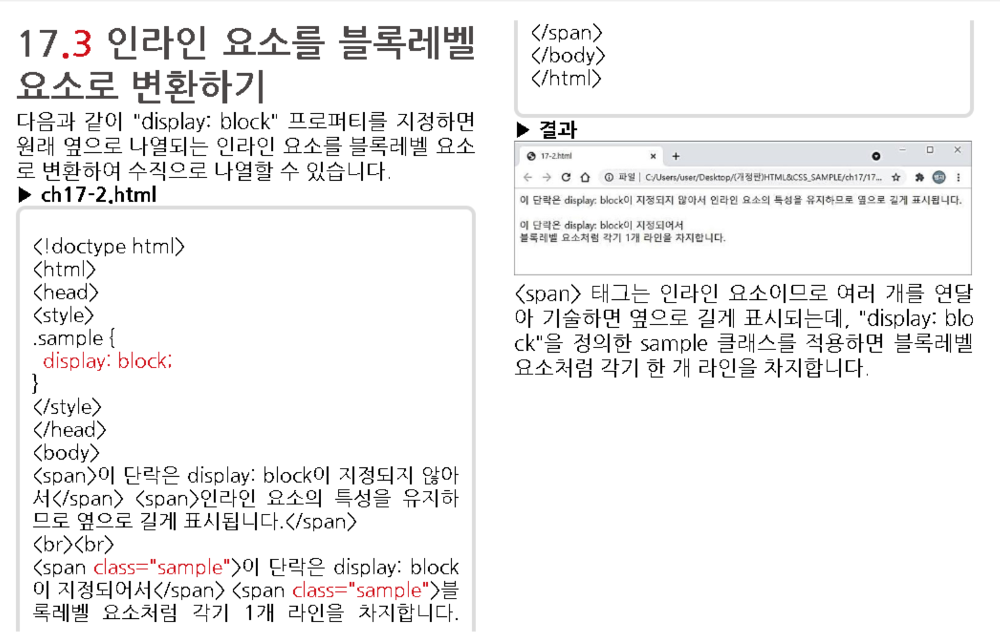 17.3 인라인 요소를 블록레벨
요소로 변환하기
다음과 같이 "display: block" 프로퍼티를 지정하면
원래 옆으로 나열되는 인라인 요소를 블록레벨 요소
로 변환하여 수직으로 나열할 수 있습니다.
▶ ch17-2.html
<!doctype html>
<html>
<head>
<style>
.sample {
display: block;
}
</style>
</head>
<body>
<span>이 단락은 display: block이 지정되지 않아
서</span> <span>인라인 요소의 특성을 유지하
므로 옆으로 길게 표시됩니다.</span>
<br><br>
<span class="sample">이 단락은 display: block
이 지정되어서</span> <span class="sample">블
록레벨 요소처럼 각기 1개 라인을 차지합니다.
</span>
</body>
</html>
▶ 결과
17-2.html
파일 | C:/Users/user/Desktop/(개정판)HTML&CSS_SAMPLE/ch17/17...
이 단락은 display: block이 지정되지 않아서 인라인 요소의 특성을 유지하므로 옆으로 길게 표시됩니다.
이 단락은 display: block이 지정되어서
블록레벨 요소처럼 각기 1개 라인을 차지합니다.
<span> 태그는 인라인 요소이므로 여러 개를 연달
아 기술하면 옆으로 길게 표시되는데, "display: blo
ck"을 정의한 sample 클래스를 적용하면 블록레벨
요소처럼 각기 한 개 라인을 차지합니다.